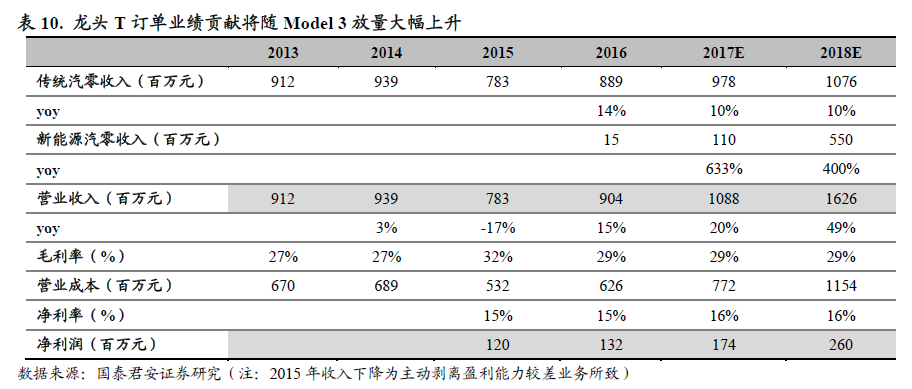 表 10. 龙头 T 订单业绩贡献将随 Model 3 放量大幅上升
2013 2014 2015 2016 2017E 2018E
传统汽零收入（百万元） 912 939 783 889 978 1076
yoy 14% 10% 10%
新能源汽零收入（百万元） 15 110 550
yoy 633% 400%
营业收入（百万元） 912 939 783 904 1088 1626
yoy 3% -17% 15% 20% 49%
毛利率（%） 27% 27% 32% 29% 29% 29%
营业成本（百万元） 670 689 532 626 772 1154
净利率（%） 15% 15% 16% 16%
净利润（百万元） 120 132 174 260
数据来源：国泰君安证券研究（注：2015 年收入下降为主动剥离盈利能力较差业务所致）